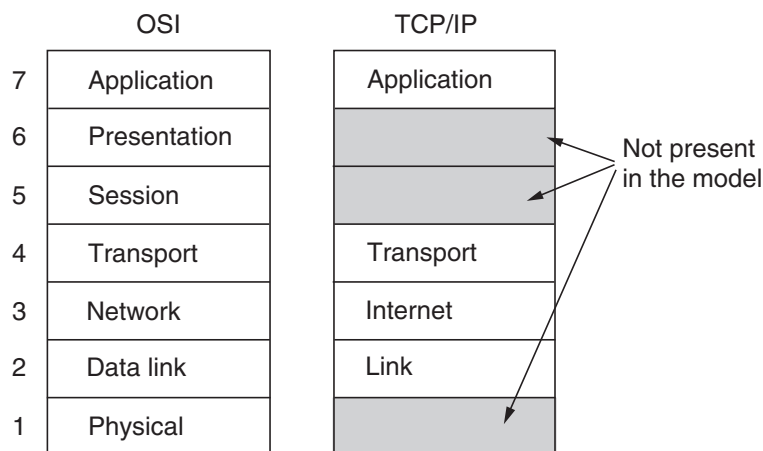 OSI TCP/IP
7 Application Application
6 Presentation
5 Session
Not present
in the model
4 Transport Transport
3 Network Internet
2 Data link Link
1 Physical